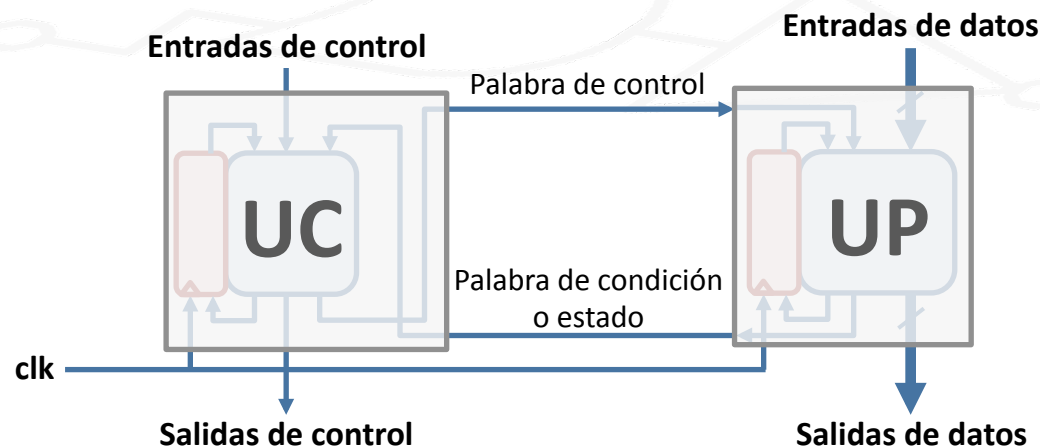 Entradas de datos
Entradas de control
Palabra de control
UC
UP
Palabra de condición
o estado
clk
Salidas de control
Salidas de datos